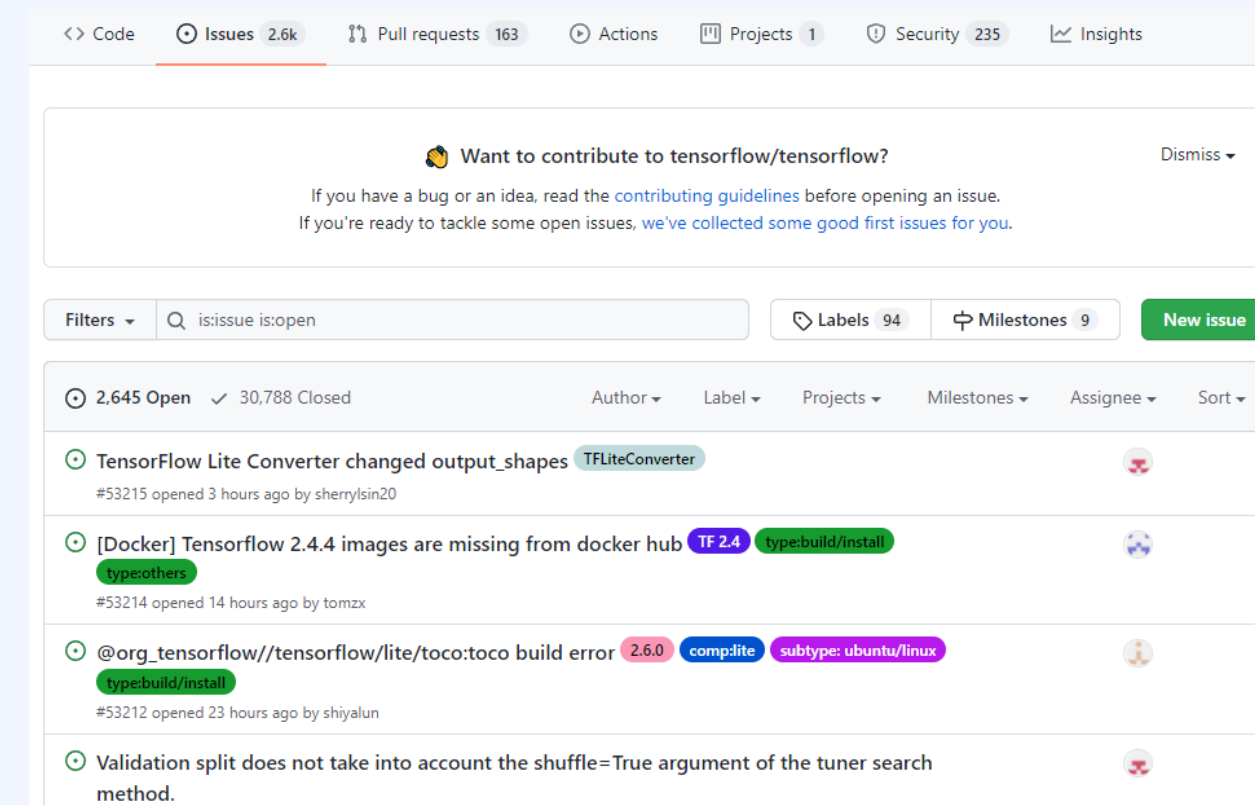 Code Issues 2.6k Pull requests 163 Actions Projects 1 Security 235 Insights
Want to contribute to tensorflow/tensorflow? Dismiss
If you have a bug or an idea, read the contributing guidelines before opening an issue.
If you're ready to tackle some open issues, we've collected some good first issues for you.
Filters is:issue is:open Labels 94 Milestones 9 New issue
2,645 Open 30,788 Closed Author Label Projects Milestones Assignee Sort
TensorFlow Lite Converter changed output_shapes TFLiteConverter
#53215 opened 3 hours ago by sherrylsin20
[Docker] Tensorflow 2.4.4 images are missing from docker hub TF 2.4 type:build/install
type:others
#53214 opened 14 hours ago by tomzx
@org_tensorflow//tensorflow/lite/toco:toco build error 2.6.0 comp:lite subtype: ubuntu/linux
type:build/install
#53212 opened 23 hours ago by shiyalun
Validation split does not take into account the shuffle=True argument of the tuner search
method.